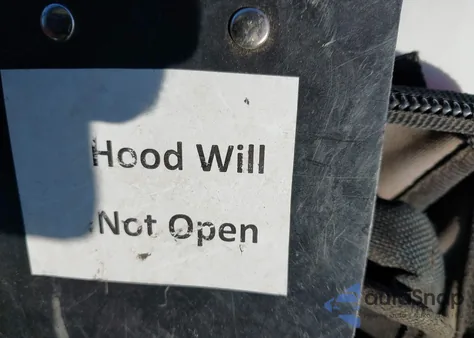 Hood Will
Not Open
autoSnap